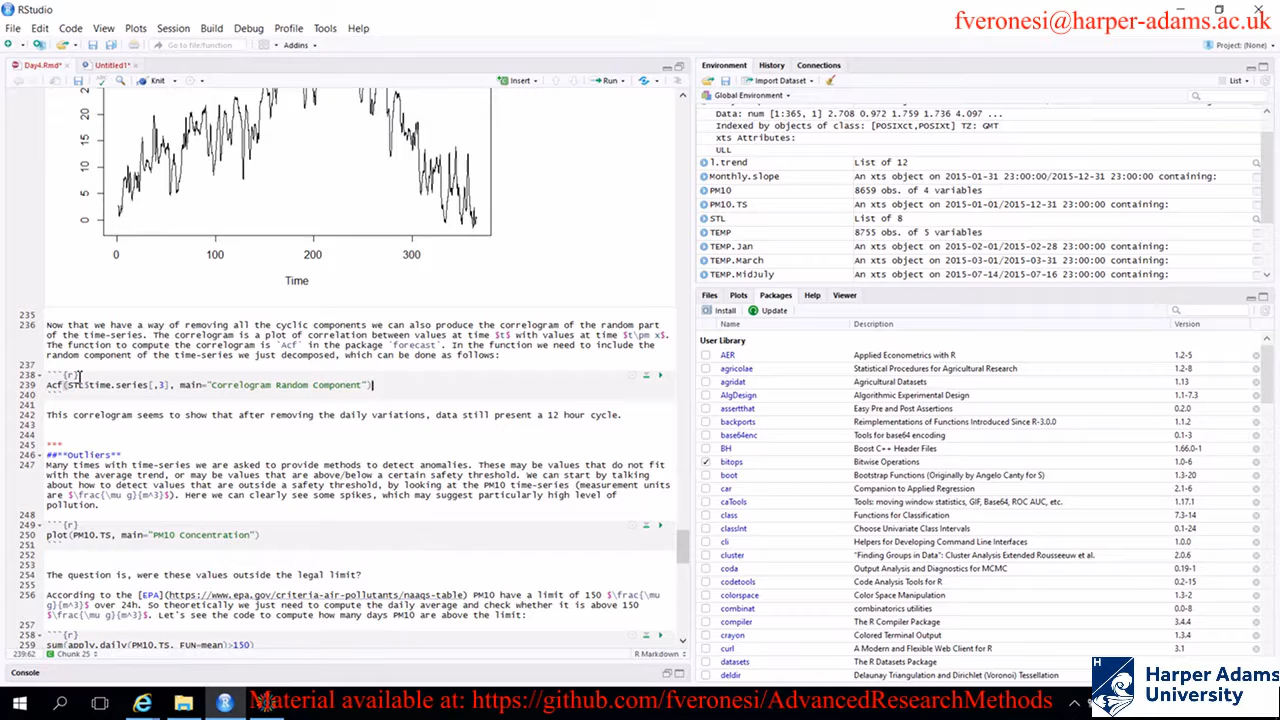 RStudio
fveronesi@harper-adams.ac.uk
File Edit Code View Plots Session Build Debug Profile Tools Help
Go to file/function Addins Project: (None)
Day4.Rmd* Untitled1*
Knit Insert Run
0 5 10 15 20 2
0 100 200 300
Time
235
236 Now that we have a way of removing all the cyclic components we can also produce the correlogram of the random part
of the time-series. The correlogram is a plot of correlation between values at time $t$ with values at time $t\pm x$.
The function to compute the correlogram is `Acf` in the package `forecast`. In the function we need to include the
random component of the time-series we just decomposed, which can be done as follows:
237
238 ```{r}
239 Acf(STL$time.series[,3], main="Correlogram Random Component")
240 ```
241
242 This correlogram seems to show that after removing the daily variations, data still present a 12 hour cycle.
243
244
245 ***
246 ##**Outliers**
247 Many times with time-series we are asked to provide methods to detect anomalies. These may be values that do not fit
with the average trend, or may be values that are above/below a certain safety threshold. We can start by talking
about how to detect values that are outside a safety threshold, by looking at the PM10 time-series (measurement units
are $\frac{\mu g}{m^3}$). Here we can clearly see some spikes, which may suggest particularly high level of
pollution.
248
249 ```{r}
250 plot(PM10.TS, main="PM10 Concentration")
251 ```
252
253
254 The question is, were these values outside the legal limit?
255
256 According to the [EPA](https://www.epa.gov/criteria-air-pollutants/naaqs-table) PM10 have a limit of 150 $\frac{\mu
g}{m^3}$ over 24h. So theoretically we just need to compute the daily average and check whether it is above 150
$\frac{\mu g}{m^3}$. Let's see the code to compute how many days PM10 are above the limit:
257
258 ```{r}
259 sum(apply.daily(PM10.TS, FUN=mean)>150)
239:62 Chunk 25 R Markdown
Console
Environment History Connections
Import Dataset List
Global Environment
Data: num [1:365, 1] 2.708 0.972 1.759 1.736 4.097 ...
Indexed by objects of class: [POSIXct,POSIXt] TZ: GMT
xts Attributes:
ULL
l.trend List of 12
Monthly.slope An xts object on 2015-01-31 23:00:00/2015-12-31 23:00:00 containing:
PM10 8659 obs. of 4 variables
PM10.TS An xts object on 2015-01-01/2015-12-31 23:00:00 containing:
STL List of 8
TEMP 8755 obs. of 5 variables
TEMP.Jan An xts object on 2015-02-01/2015-02-28 23:00:00 containing:
TEMP.March An xts object on 2015-03-01/2015-03-31 23:00:00 containing:
TEMP.MidJuly An xts object on 2015-07-14/2015-07-16 23:00:00 containing:
Files Plots Packages Help Viewer
Install Update
Name Description Version
User Library
AER Applied Econometrics with R 1.2-5
agricolae Statistical Procedures for Agricultural Research 1.2-8
agridat Agricultural Datasets 1.13
AlgDesign Algorithmic Experimental Design 1.1-7.3
assertthat Easy Pre and Post Assertions 0.2.0
backports Reimplementations of Functions Introduced Since R-3.0.0 1.1.1
base64enc Tools for base64 encoding 0.1-3
BH Boost C++ Header Files 1.66.0-1
bitops Bitwise Operations 1.0-6
boot Bootstrap Functions (Originally by Angelo Canty for S) 1.3-20
car Companion to Applied Regression 2.1-6
caTools Tools: moving window statistics, GIF, Base64, ROC AUC, etc. 1.17.1
class Functions for Classification 7.3-14
classInt Choose Univariate Class Intervals 0.1-24
cli Helpers for Developing Command Line Interfaces 1.0.0
cluster "Finding Groups in Data": Cluster Analysis Extended Rousseeuw et al. 2.0.6
coda Output Analysis and Diagnostics for MCMC 0.19-1
codetools Code Analysis Tools for R 0.2-15
colorspace Color Space Manipulation 1.3-2
combinat combinatorics utilities 0.0-8
compiler The R Compiler Package 3.4.4
crayon Colored Terminal Output 1.3.4
curl A Modern and Flexible Web Client for R 3.1
datasets The R Datasets Package
deldir Delaunay Triangulation and Dirichlet (Voronoi) Tessellation
Material available at: https://github.com/fveronesi/AdvancedResearchMethods
Harper Adams
University